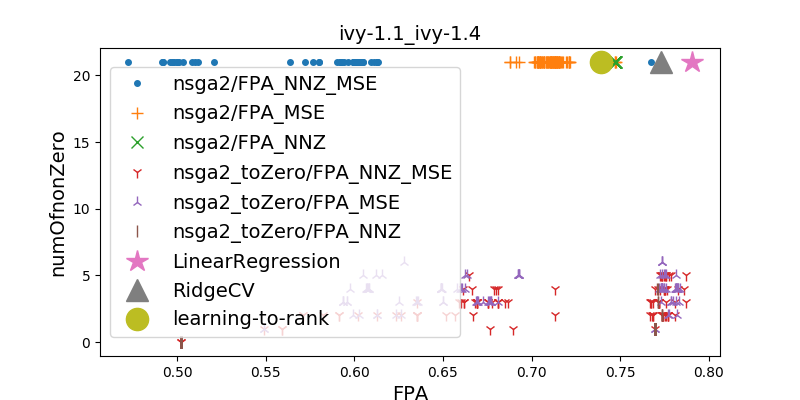 ivy-1.1_ivy-1.4
numOfnonZero
20
15
10
5
0
nsga2/FPA_NNZ_MSE
nsga2/FPA_MSE
nsga2/FPA_NNZ
nsga2_toZero/FPA_NNZ_MSE
nsga2_toZero/FPA_MSE
nsga2_toZero/FPA_NNZ
LinearRegression
RidgeCV
learning-to-rank
0.50 0.55 0.60 0.65 0.70 0.75 0.80
FPA